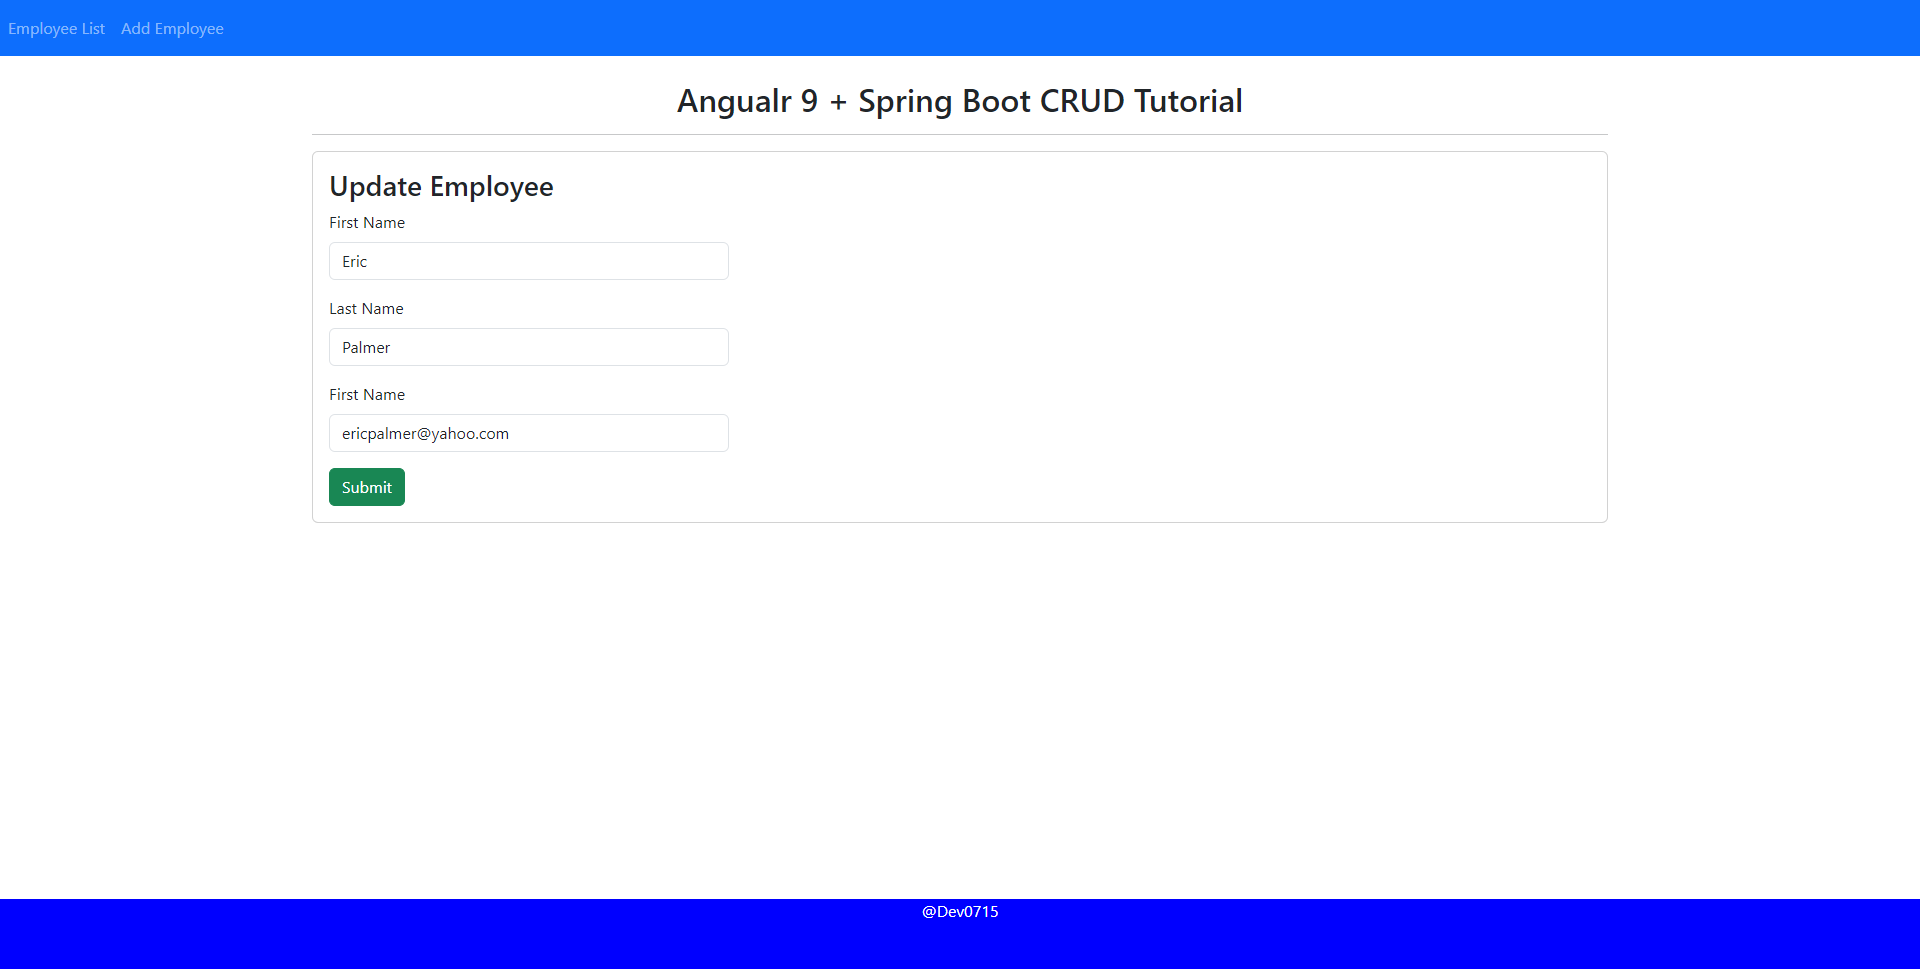 Employee List Add Employee
Angualr 9 + Spring Boot CRUD Tutorial
Update Employee
First Name
Eric
Last Name
Palmer
First Name
ericpalmer@yahoo.com
Submit
@Dev0715